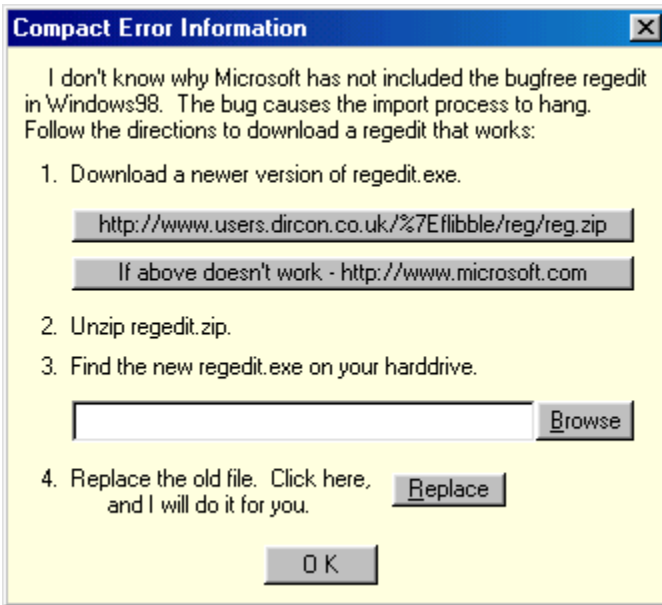 Compact Error Information
I don't know why Microsoft has not included the bugfree regedit
in Windows98. The bug causes the import process to hang.
Follow the directions to download a regedit that works:
1. Download a newer version of regedit.exe.
http://www.users.dircon.co.uk/%7Eflibble/reg/reg.zip
If above doesn't work - http://www.microsoft.com
2. Unzip regedit.zip.
3. Find the new regedit.exe on your harddrive.
Browse
4. Replace the old file. Click here,
and I will do it for you.
Replace
O K